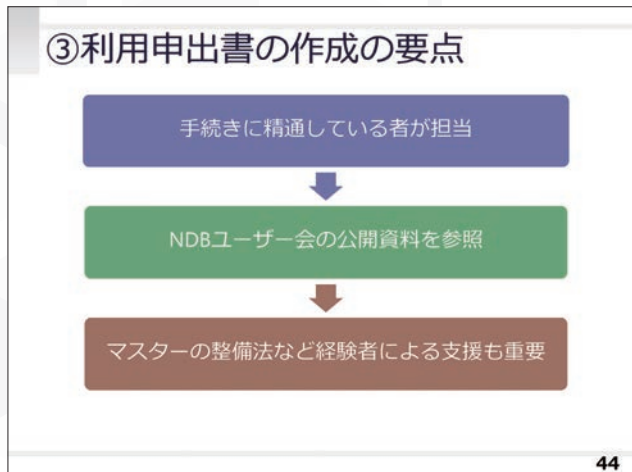 ③利用申出書の作成の要点
手続きに精通している者が担当
NDBユーザー会の公開資料を参照
マスターの整備法など経験者による支援も重要
44